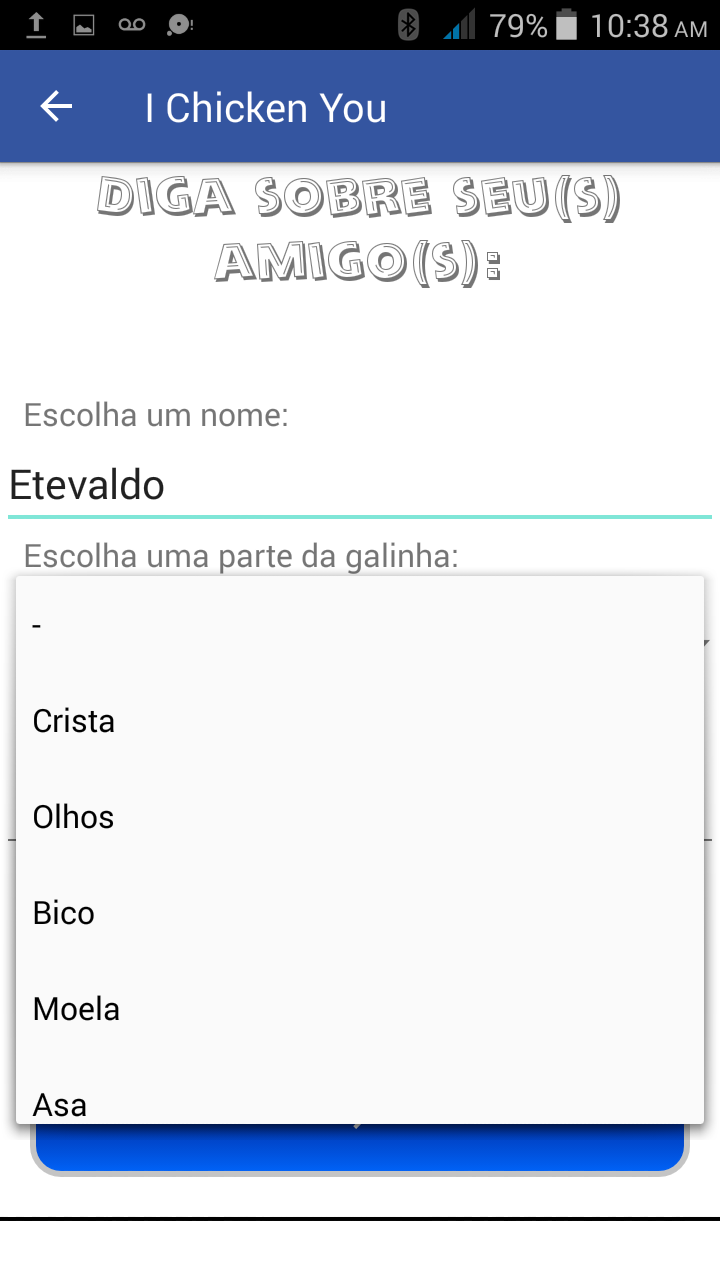 79% 10:38 AM
I Chicken You
DIGA SOBRE SEU(S)
AMIGO(S):
Escolha um nome:
Etevaldo
Escolha uma parte da galinha:
-
Crista
Olhos
Bico
Moela
Asa